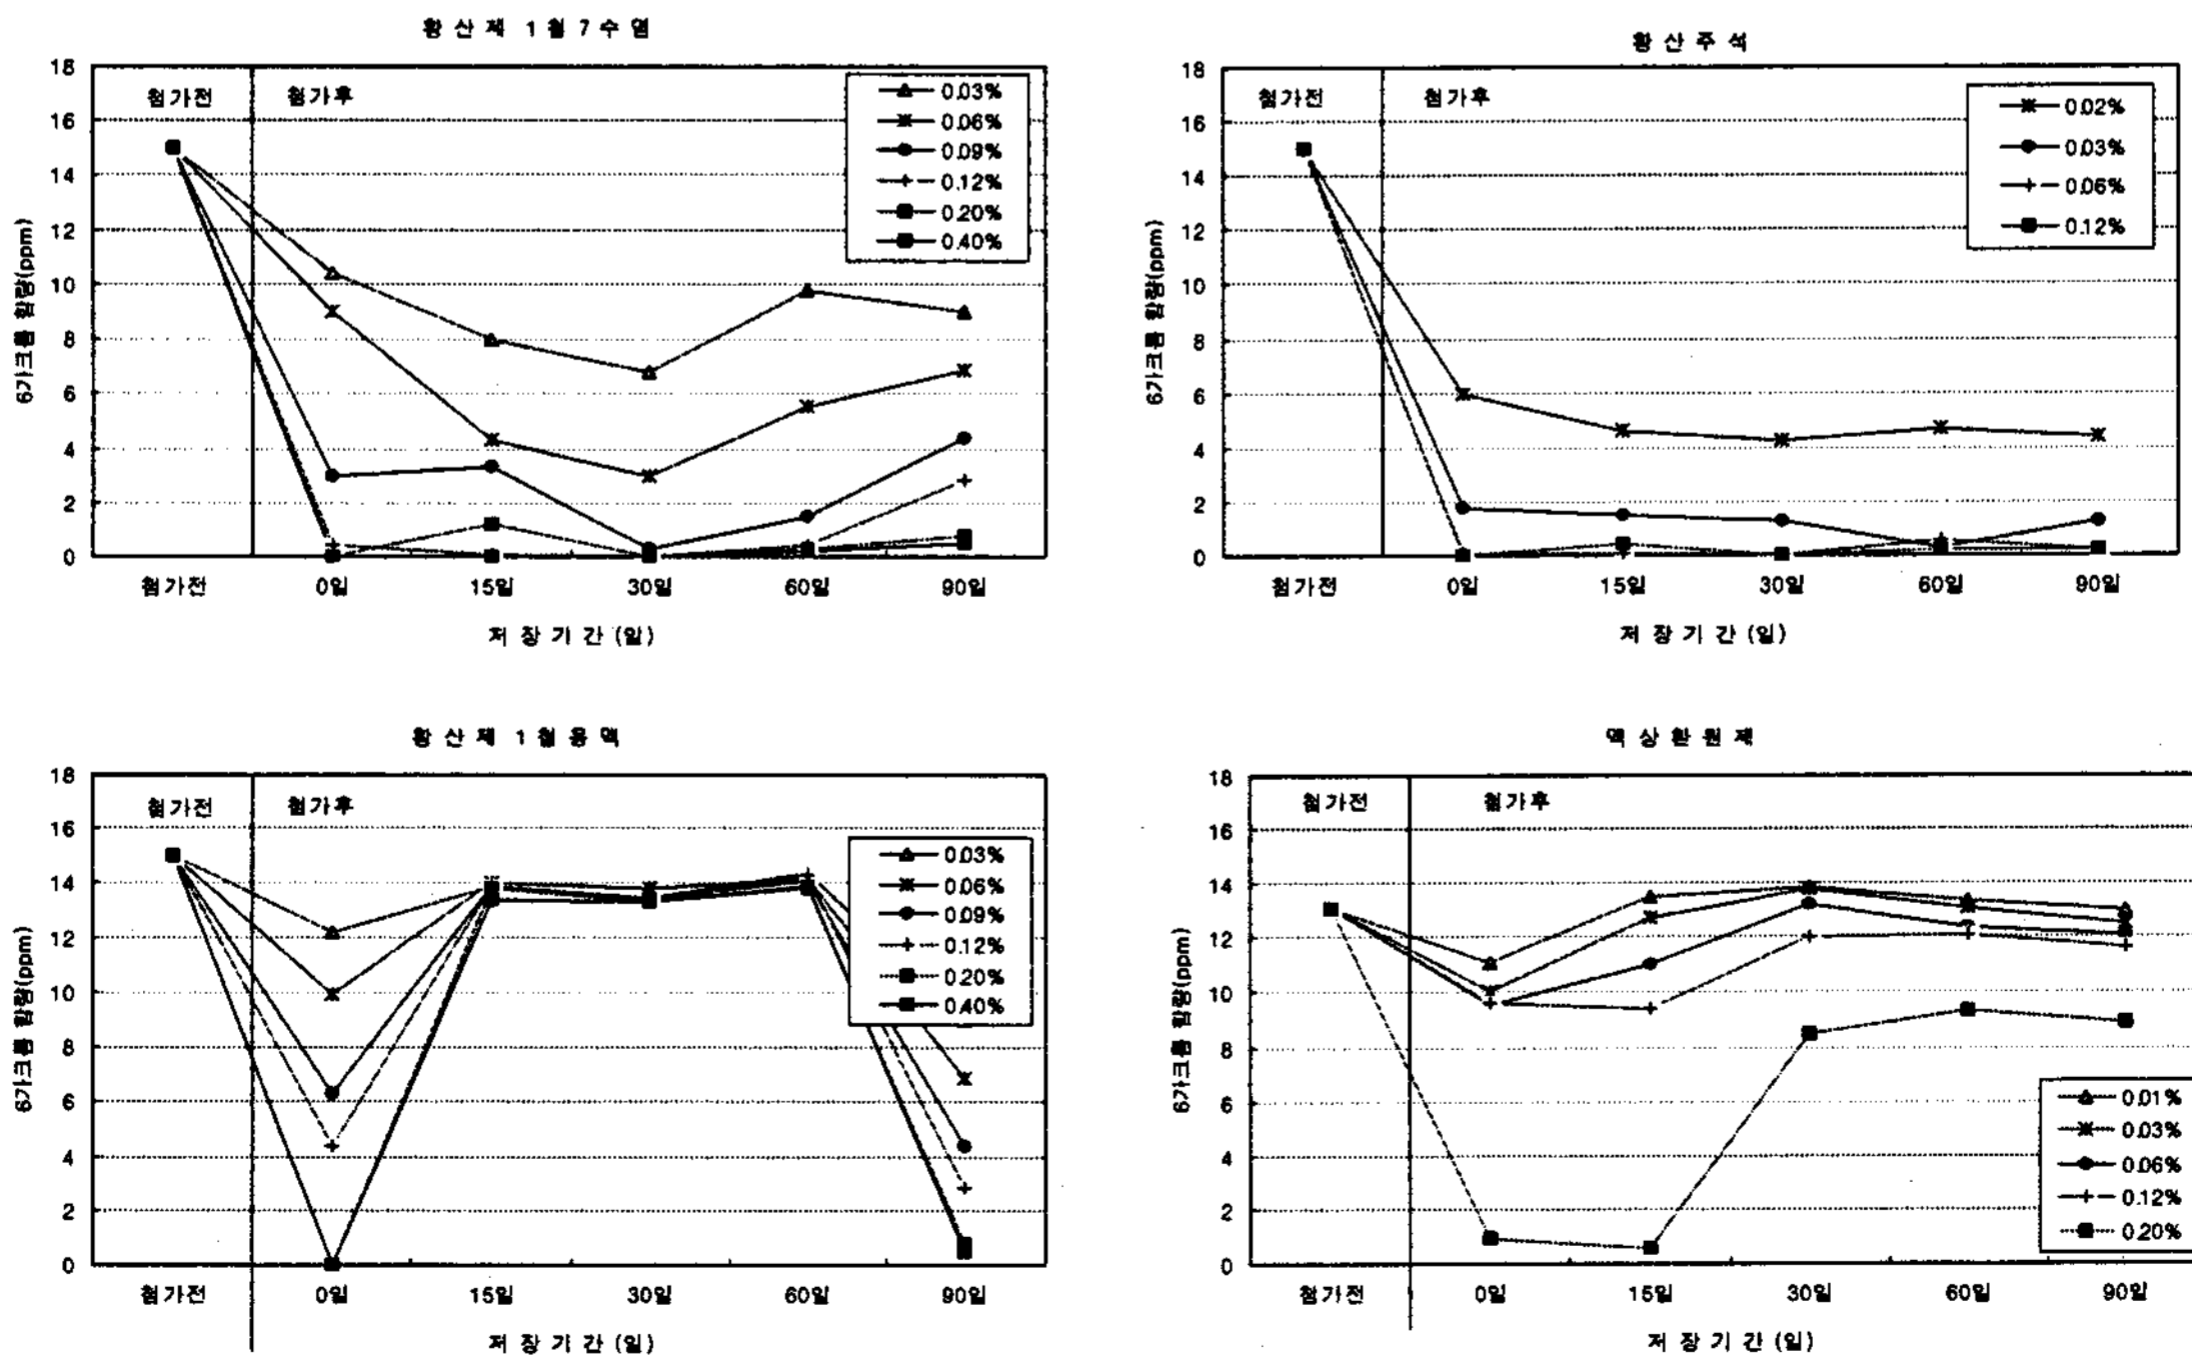 황 산 제 1 철 7 수 염
18
16
14
12
10
8
6
4
2
0
6가크롬 함량(ppm)
첨가전
첨가후
0.03%
0.06%
0.09%
0.12%
0.20%
0.40%
첨가전 0일 15일 30일 60일 90일
저 장 기 간 (일)
황 산 주 석
18
16
14
12
10
8
6
4
2
0
6가크롬 함량(ppm)
첨가전
첨가후
0.02%
0.03%
0.06%
0.12%
첨가전 0일 15일 30일 60일 90일
저 장 기 간 (일)
황 산 제 1 철 용 액
18
16
14
12
10
8
6
4
2
0
6가크롬 함량(ppm)
첨가전
첨가후
0.03%
0.06%
0.09%
0.12%
0.20%
0.40%
첨가전 0일 15일 30일 60일 90일
저 장 기 간 (일)
액 상 환 원 제
18
16
14
12
10
8
6
4
2
0
6가크롬 함량(ppm)
첨가전
첨가후
0.01%
0.03%
0.06%
0.12%
0.20%
첨가전 0일 15일 30일 60일 90일
저 장 기 간 (일)